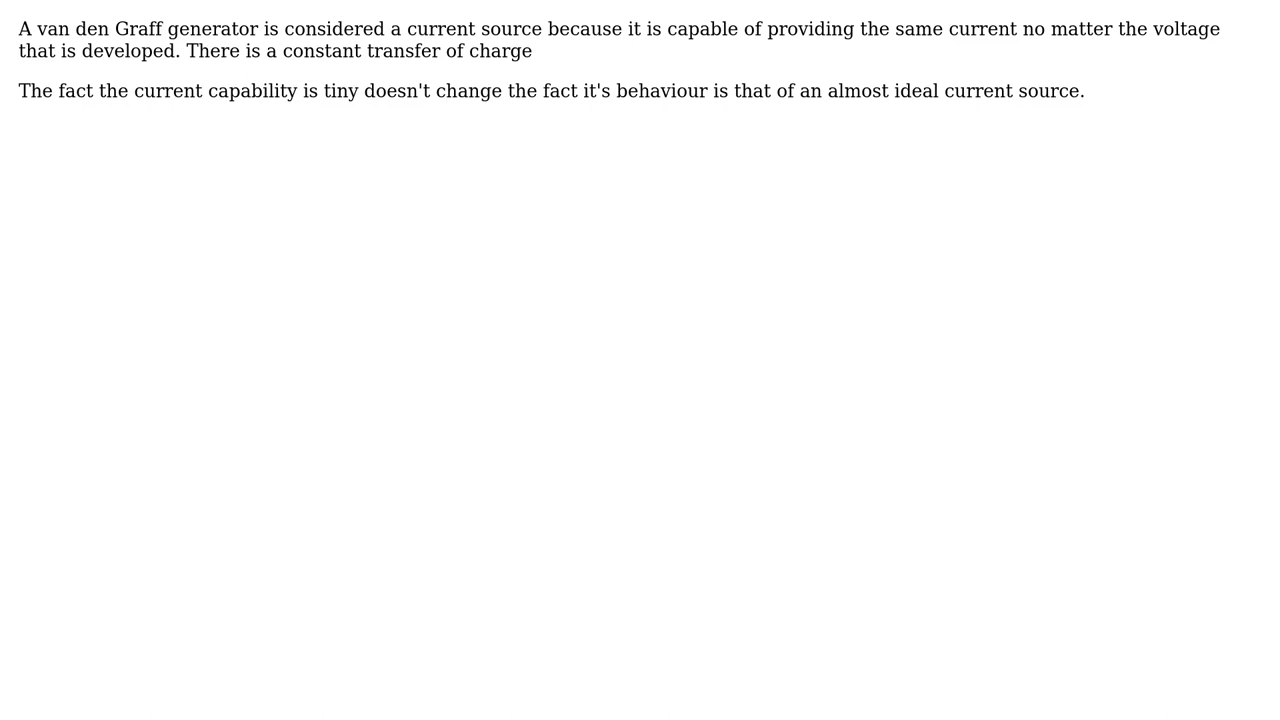 A van den Graff generator is considered a current source because it is capable of providing the same current no matter the voltage
that is developed. There is a constant transfer of charge
The fact the current capability is tiny doesn't change the fact it's behaviour is that of an almost ideal current source.